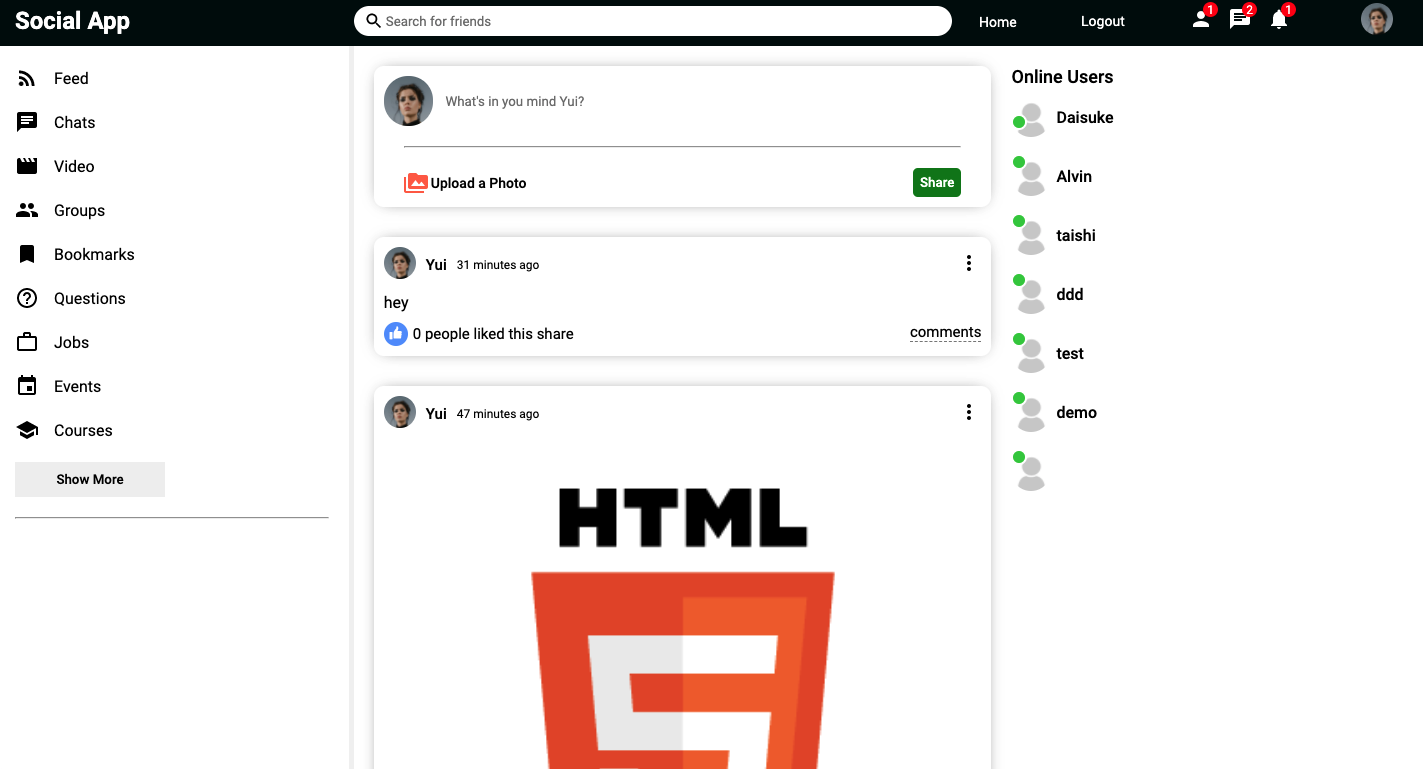 Social App
Search for friends
Home
Logout
1
2
1
Feed
Chats
Video
Groups
Bookmarks
Questions
Jobs
Events
Courses
Show More
What's in you mind Yui?
Upload a Photo
Share
Yui 31 minutes ago
hey
0 people liked this share
comments
Yui 47 minutes ago
HTML
Online Users
Daisuke
Alvin
taishi
ddd
test
demo